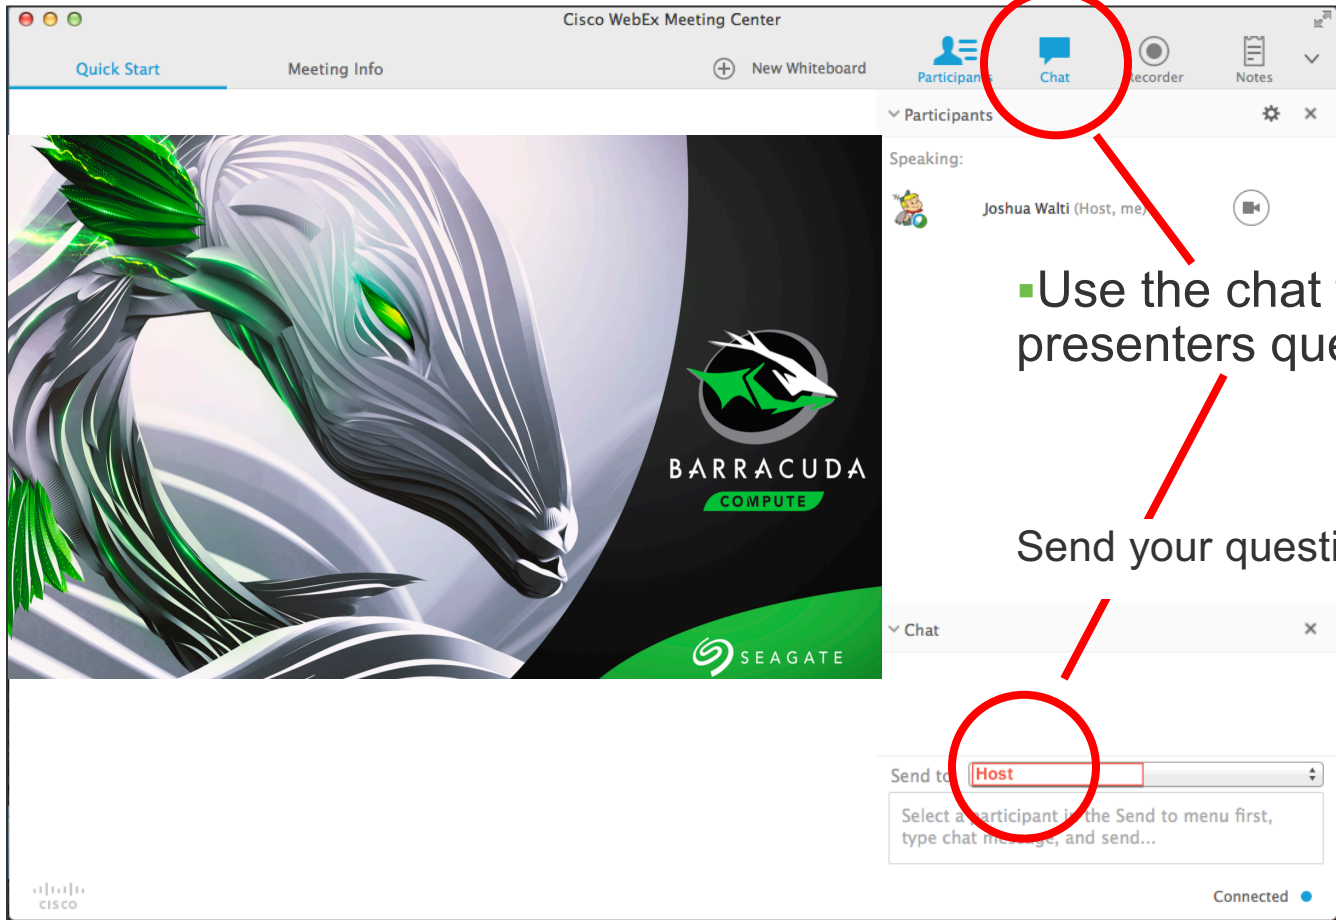 Cisco WebEx Meeting Center
Quick Start
Meeting Info
New Whiteboard
Participants
Chat
Recorder
Notes
Participants
Speaking:
Joshua Walti (Host, me)
▪Use the chat
presenters
Send your
BARRACUDA
COMPUTE
SEAGATE
Chat
Send to
Host
Select a participant in the Send to menu first,
type chat message, and send...
CISCO
Connected